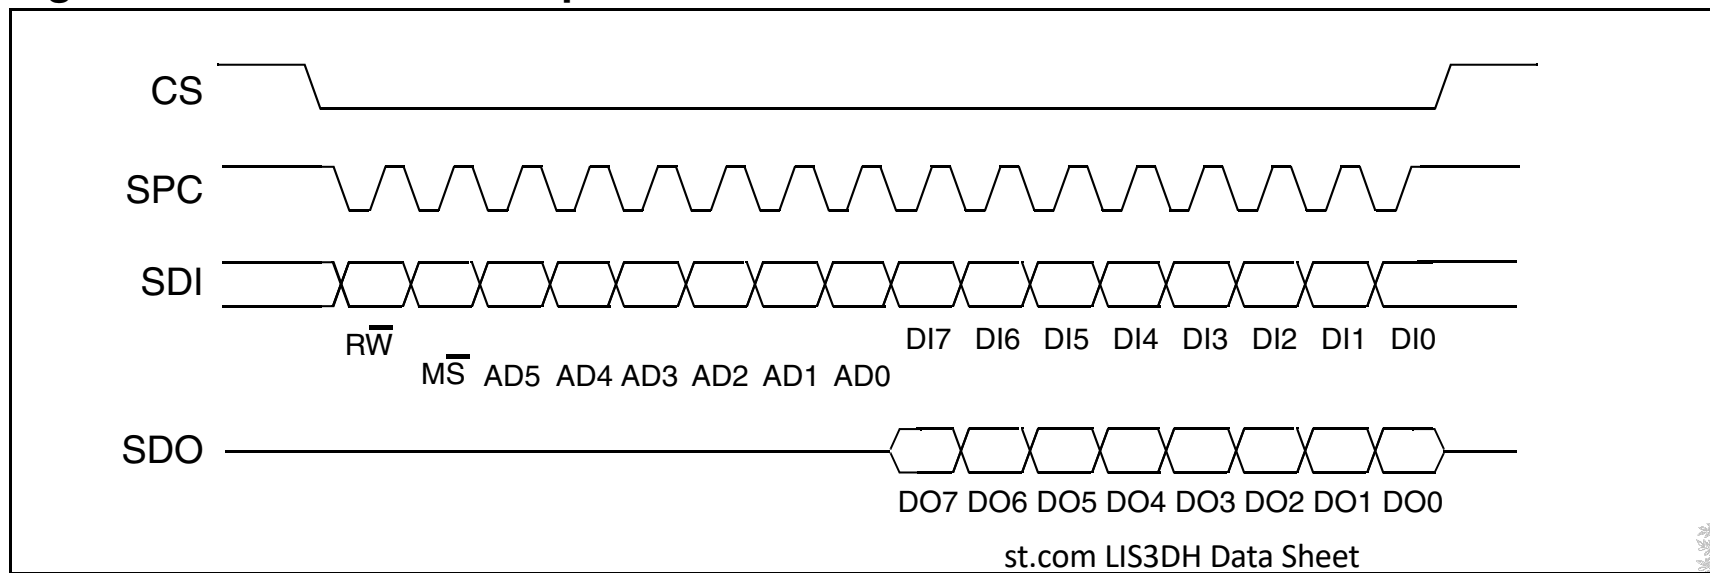 CS
SPC
SDI
RW̅
DI7 DI6 DI5 DI4 DI3 DI2 DI1 DI0
MS̅ AD5 AD4 AD3 AD2 AD1 AD0
SDO
DO7 DO6 DO5 DO4 DO3 DO2 DO1 DO0
st.com LIS3DH Data Sheet